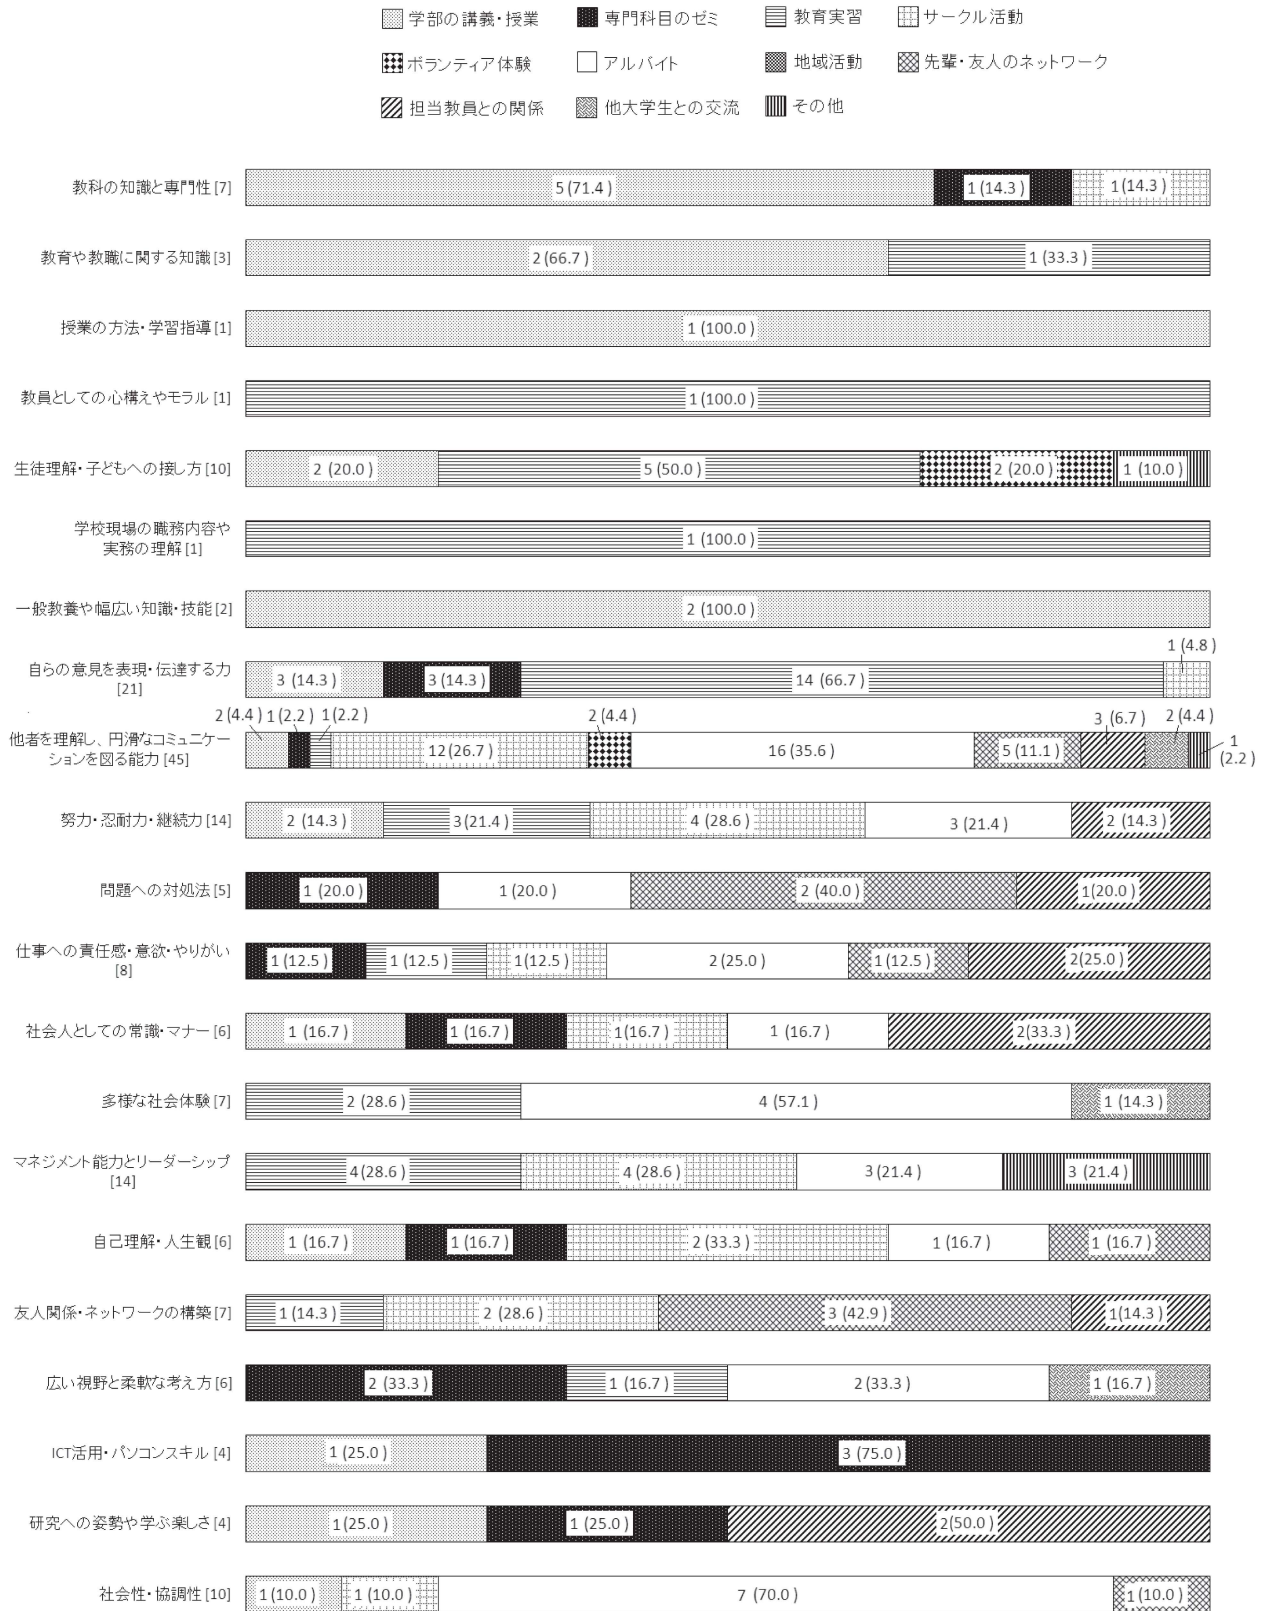 学部の講義・授業 専門科目のゼミ 教育実習 サークル活動
ボランティア体験 アルバイト 地域活動 先輩・友人のネットワーク
担当教員との関係 他大学生との交流 その他
教科の知識と専門性 [7] 5 (71.4 ) 1 (14.3 ) 1 (14.3 )
教育や教職に関する知識 [3] 2 (66.7 ) 1 (33.3 )
授業の方法・学習指導 [1] 1 (100.0 )
教員としての心構えやモラル [1] 1 (100.0 )
生徒理解・子どもへの接し方 [10] 2 (20.0 ) 5 (50.0 ) 2 (20.0 ) 1 (10.0 )
学校現場の職務内容や
実務の理解 [1]
1 (100.0 )
一般教養や幅広い知識・技能 [2] 2 (100.0 )
自らの意見を表現・伝達する力
[21]
3 (14.3 ) 3 (14.3 ) 14 (66.7 ) 1 (4.8 )
他者を理解し、円滑なコミュニケー
ションを図る能力 [45]
2 (4.4 ) 1 (2.2 ) 1 (2.2 ) 12 (26.7 ) 2 (4.4 ) 16 (35.6 ) 5 (11.1 ) 3 (6.7 ) 2 (4.4 ) 1
(2.2 )
努力・忍耐力・継続力 [14] 2 (14.3 ) 3 (21.4 ) 4 (28.6 ) 3 (21.4 ) 2 (14.3 )
問題への対処法 [5] 1 (20.0 ) 1 (20.0 ) 2 (40.0 ) 1 (20.0 )
仕事への責任感・意欲・やりがい
[8]
1 (12.5 ) 1 (12.5 ) 1 (12.5 ) 2 (25.0 ) 1 (12.5 ) 2 (25.0 )
社会人としての常識・マナー [6] 1 (16.7 ) 1 (16.7 ) 1 (16.7 ) 1 (16.7 ) 2 (33.3 )
多様な社会体験 [7] 2 (28.6 ) 4 (57.1 ) 1 (14.3 )
マネジメント能力とリーダーシップ
[14]
4 (28.6 ) 4 (28.6 ) 3 (21.4 ) 3 (21.4 )
自己理解・人生観 [6] 1 (16.7 ) 1 (16.7 ) 2 (33.3 ) 1 (16.7 ) 1 (16.7 )
友人関係・ネットワークの構築 [7] 1 (14.3 ) 2 (28.6 ) 3 (42.9 ) 1 (14.3 )
広い視野と柔軟な考え方 [6] 2 (33.3 ) 1 (16.7 ) 2 (33.3 ) 1 (16.7 )
ICT活用・パソコンスキル [4] 1 (25.0 ) 3 (75.0 )
研究への姿勢や学ぶ楽しさ [4] 1 (25.0 ) 1 (25.0 ) 2 (50.0 )
社会性・協調性 [10] 1 (10.0 ) 1 (10.0 ) 7 (70.0 ) 1 (10.0 )